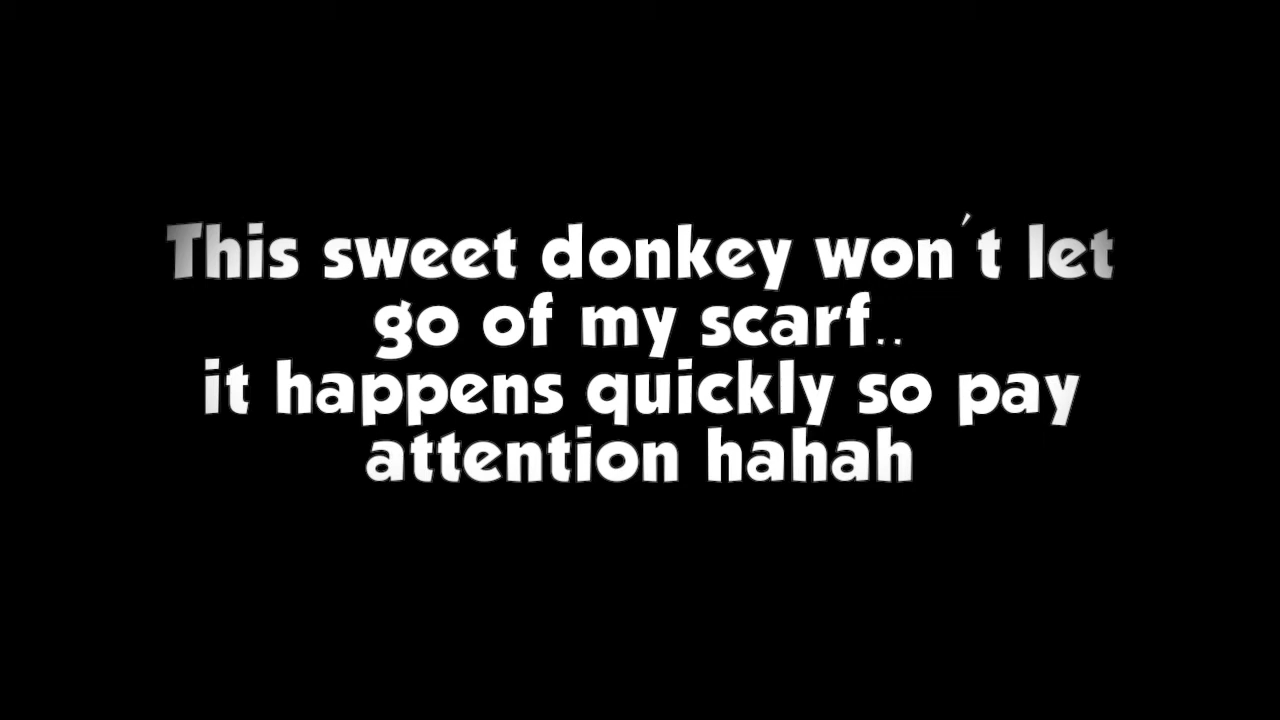 This sweet donkey won´t let
go of my scarf..
it happens quickly so pay
attention hahah